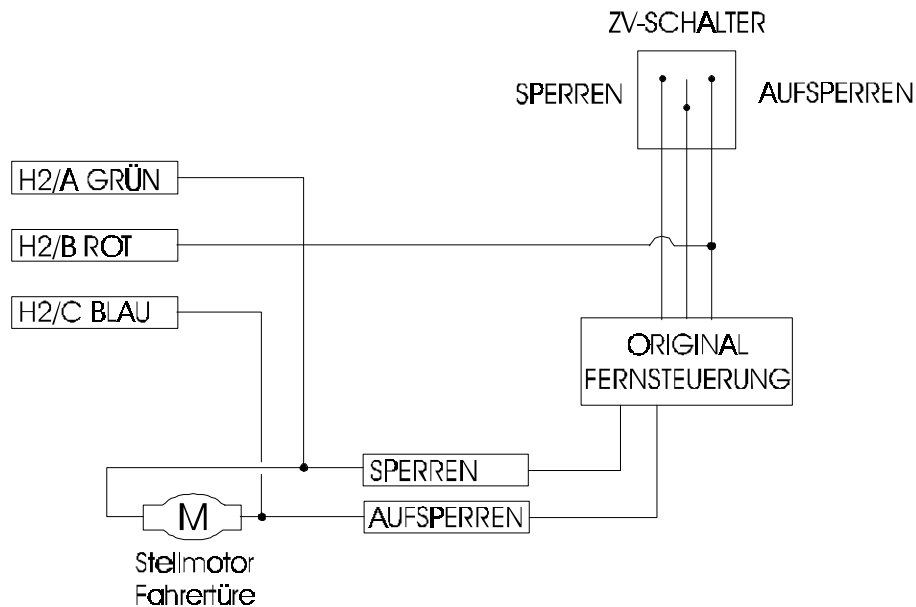 ZV-SCHALTER
SPERREN
AUFSPERREN
H2/A GRÜN
H2/B ROT
H2/C BLAU
ORIGINAL
FERNSTEUERUNG
SPERREN
AUFSPERREN
M
Stellmotor
Fahrertüre